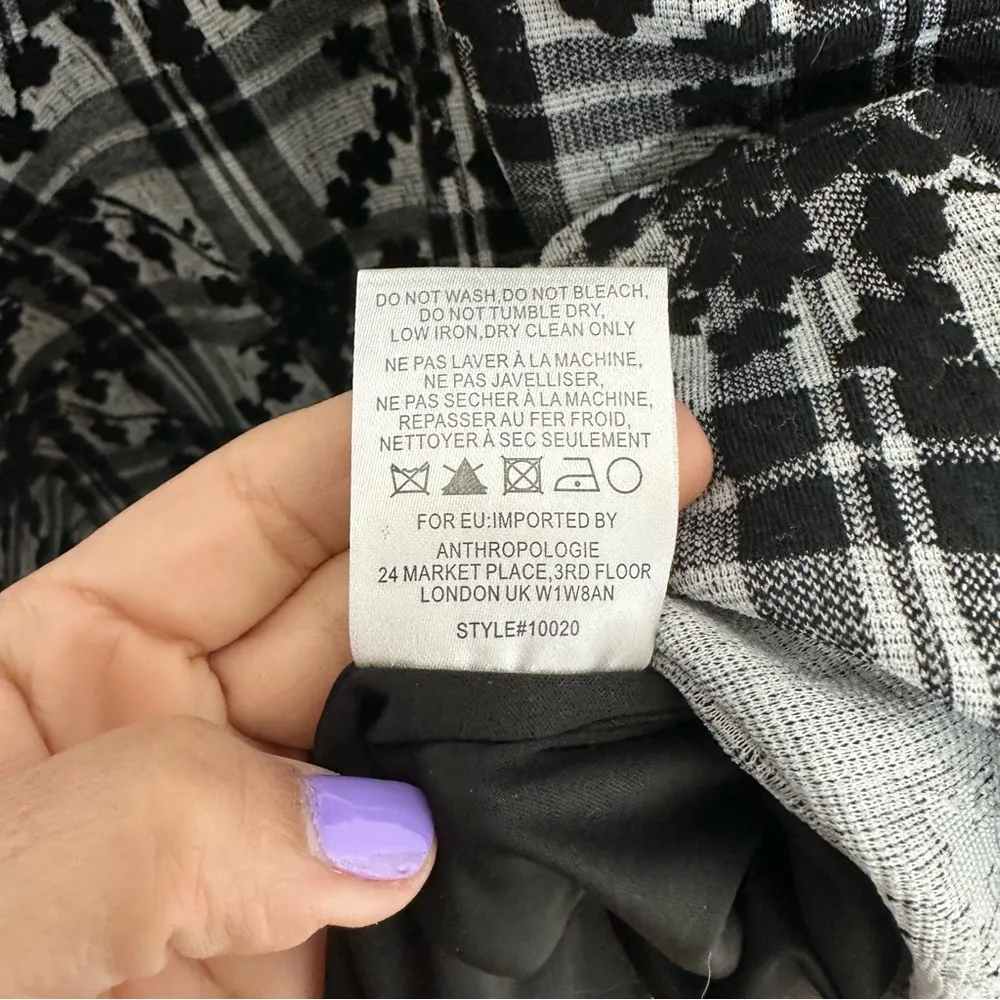 DO NOT WASH,DO NOT BLEACH,
DO NOT TUMBLE DRY,
LOW IRON,DRY CLEAN ONLY
NE PAS LAVER À LA MACHINE,
NE PAS JAVELLISER,
NE PAS SECHER À LA MACHINE,
REPASSER AU FER FROID,
NETTOYER À SEC SEULEMENT
FOR EU:IMPORTED BY
ANTHROPOLOGIE
24 MARKET PLACE,3RD FLOOR
LONDON UK W1W8AN
STYLE#10020